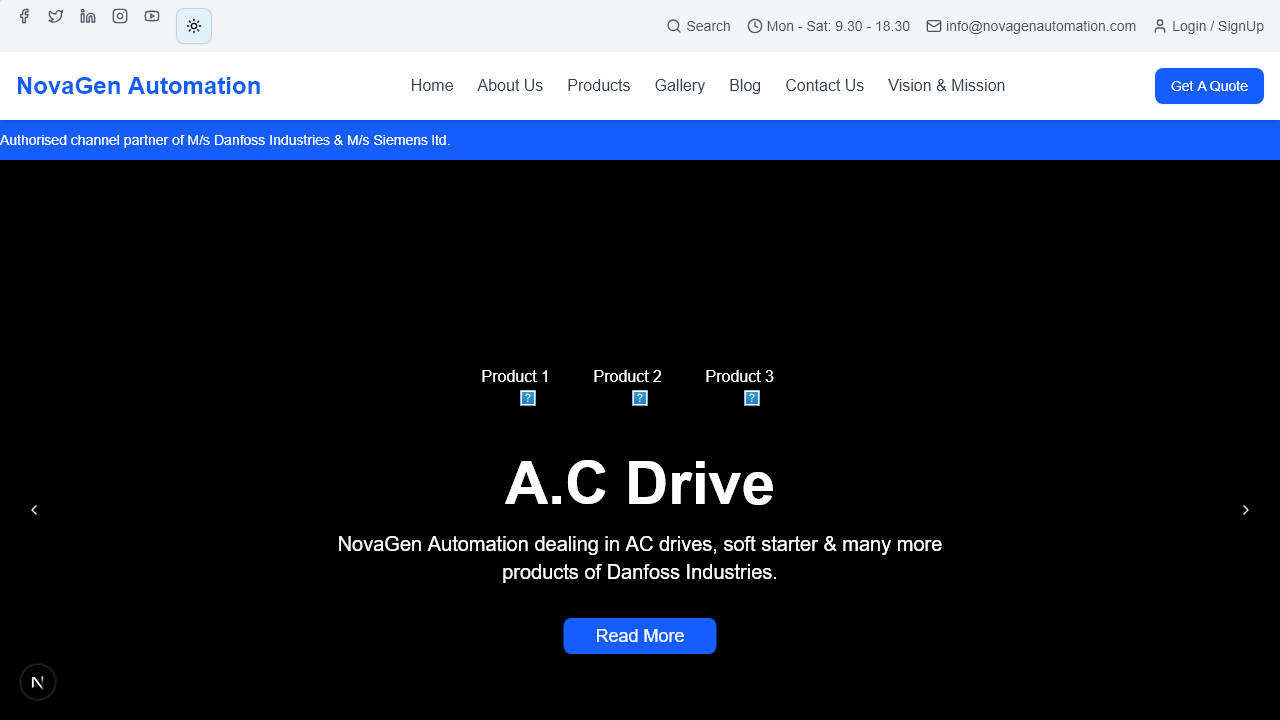 Search
Mon - Sat: 9.30 - 18.30
info@novagenautomation.com
Login / SignUp
NovaGen Automation
Home
About Us
Products
Gallery
Blog
Contact Us
Vision & Mission
Get A Quote
Authorised channel partner of M/s Danfoss Industries & M/s Siemens ltd.
Product 1
Product 2
Product 3
A.C Drive
NovaGen Automation dealing in AC drives, soft starter & many more
products of Danfoss Industries.
Read More
N